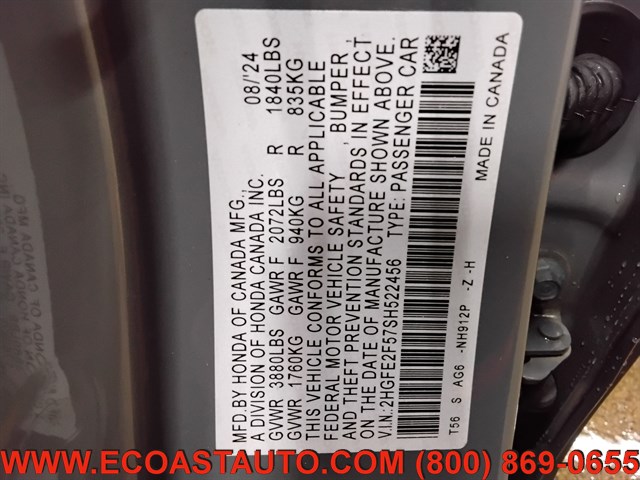 MFD.BY HONDA OF CANADA MFG., 08/'24
A DIVISION OF HONDA CANADA INC.
GVWR 3880LBS GAWR F 2072LBS R 1840LBS
GVWR 1760KG GAWR F 940KG R 835KG
THIS VEHICLE CONFORMS TO ALL APPLICABLE
FEDERAL MOTOR VEHICLE SAFETY , BUMPER,
AND THEFT PREVENTION STANDARDS IN EFFECT
ON THE DATE OF MANUFACTURE SHOWN ABOVE.
V.I.N.:2HGFE2F57SH522456 TYPE: PASSENGER CAR
T56 S AG6 -NH912P -Z -H
MADE IN CANADA
WWW.ECOASTAUTO.COM (800) 869-0655